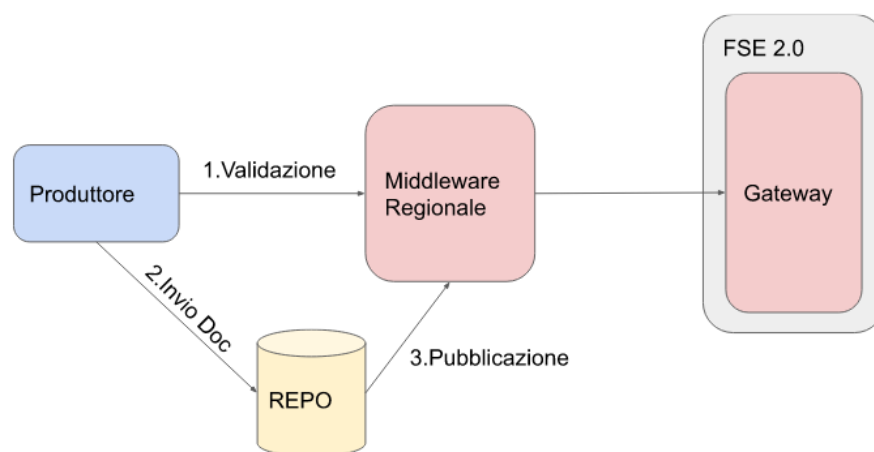 FSE 2.0
Produttore
1.Validazione
Middleware
Regionale
Gateway
2.Invio Doc
REPO
3.Pubblicazione